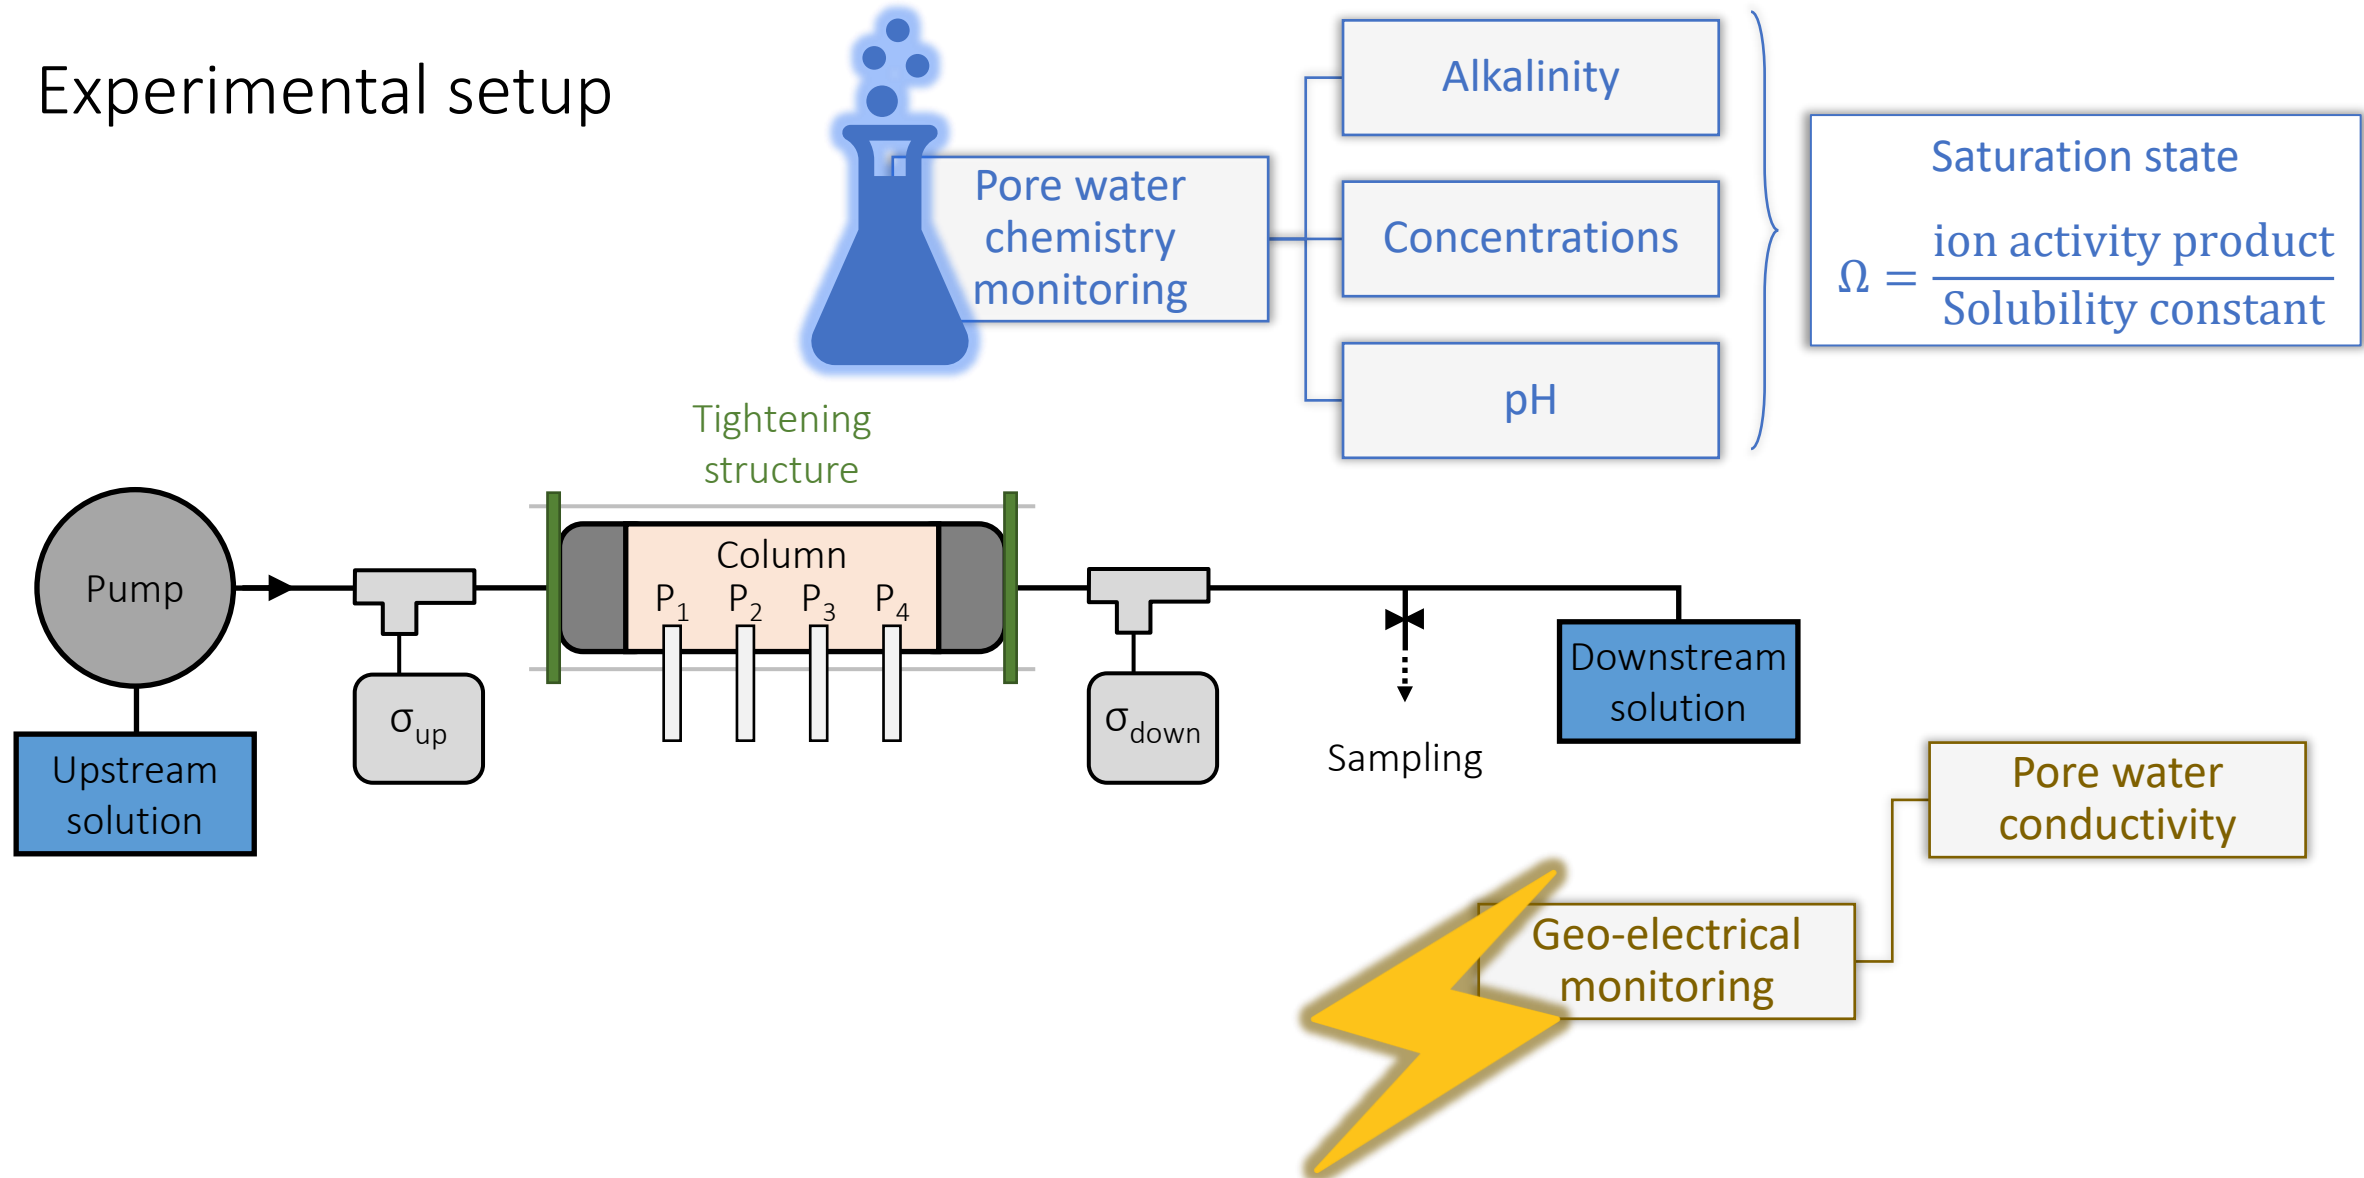 Experimental setup
Pore water
chemistry
monitoring
Alkalinity
Concentrations
pH
Saturation state
Ω = ion activity product / Solubility constant
Tightening
structure
Pump
Upstream
solution
σup
Column
P1 P2 P3 P4
σdown
Sampling
Downstream
solution
Geo-electrical
monitoring
Pore water
conductivity